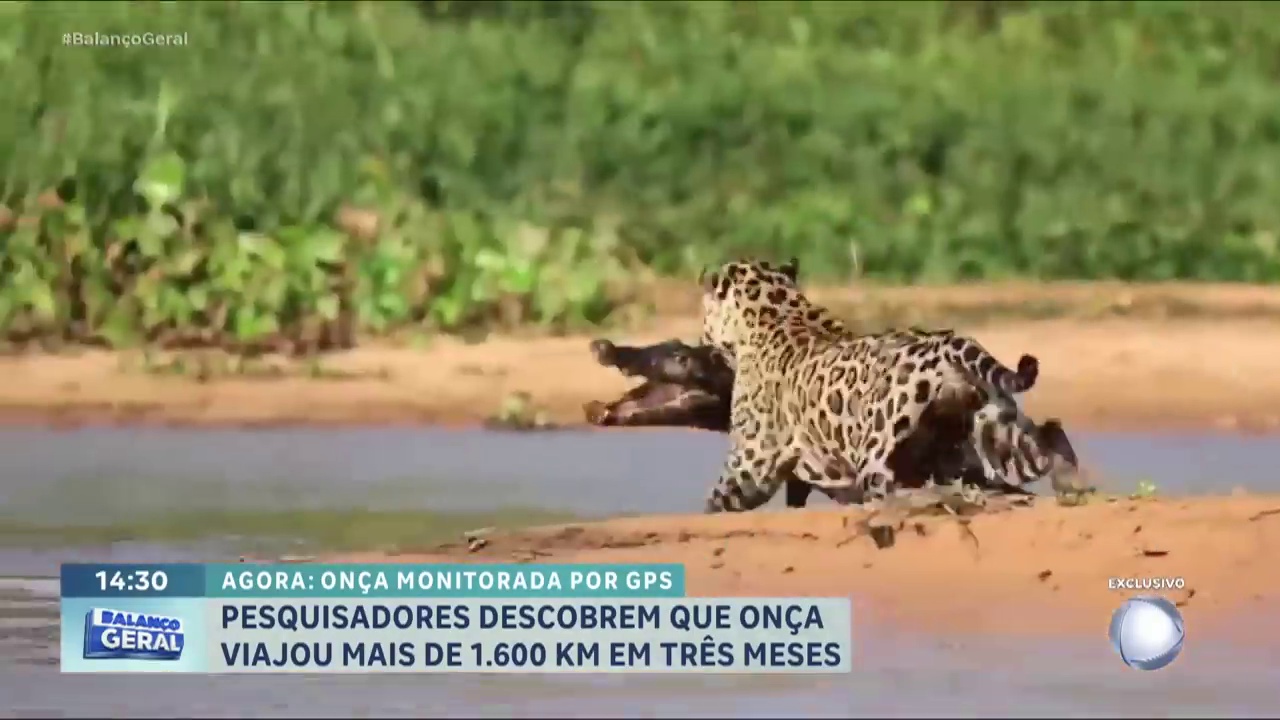 #BalançoGeral
14:30
AGORA: ONÇA MONITORADA POR GPS
BALANÇO
GERAL
PESQUISADORES DESCOBREM QUE ONÇA
VIAJOU MAIS DE 1.600 KM EM TRÊS MESES
EXCLUSIVO